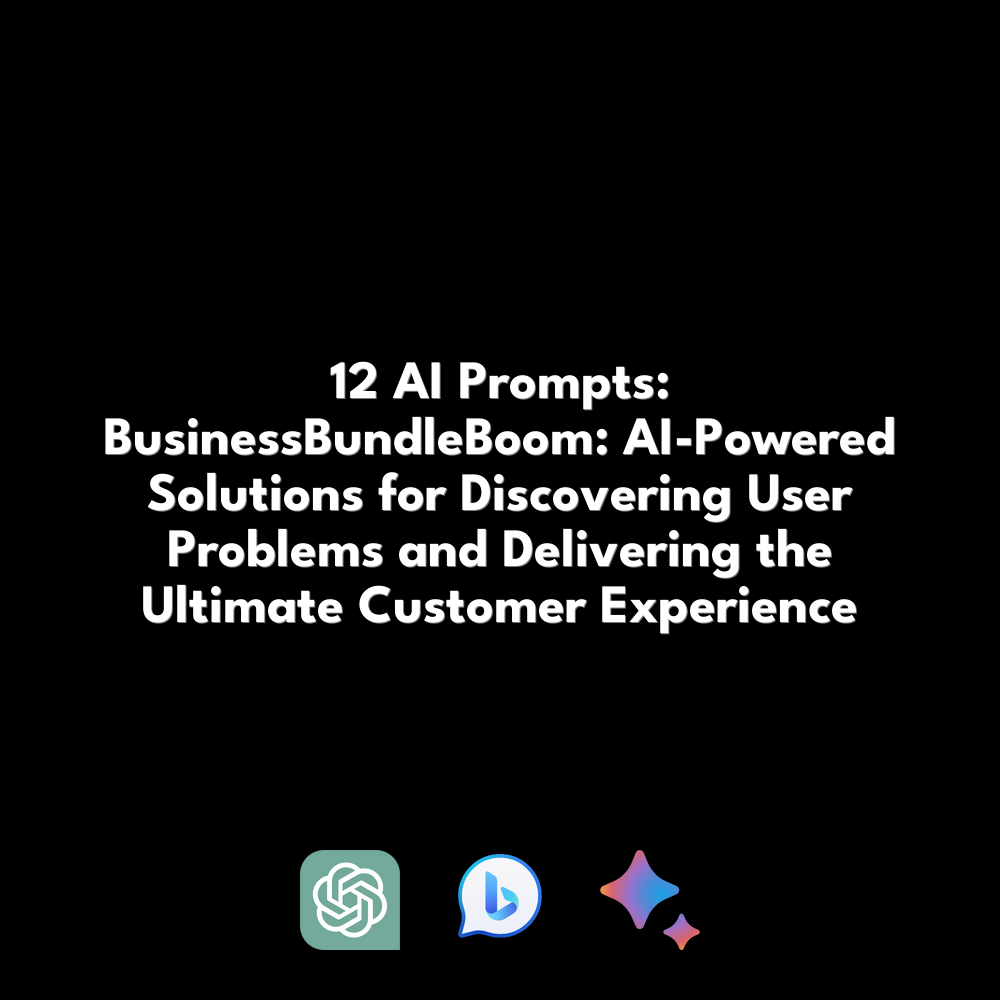 12 AI Prompts:
BusinessBundleBoom: AI-Powered
Solutions for Discovering User
Problems and Delivering the
Ultimate Customer Experience